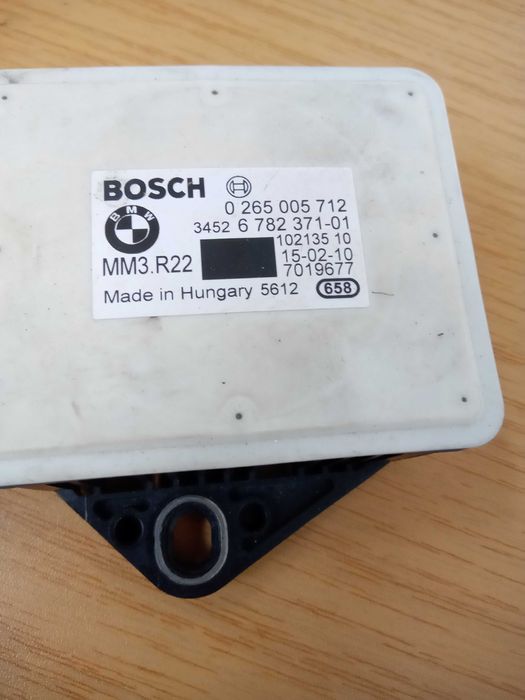 BOSCH
BMW
0 265 005 712
3452 6 782 371-01
102135 10
MM3.R22
15-02-10
7019677
Made in Hungary 5612
658